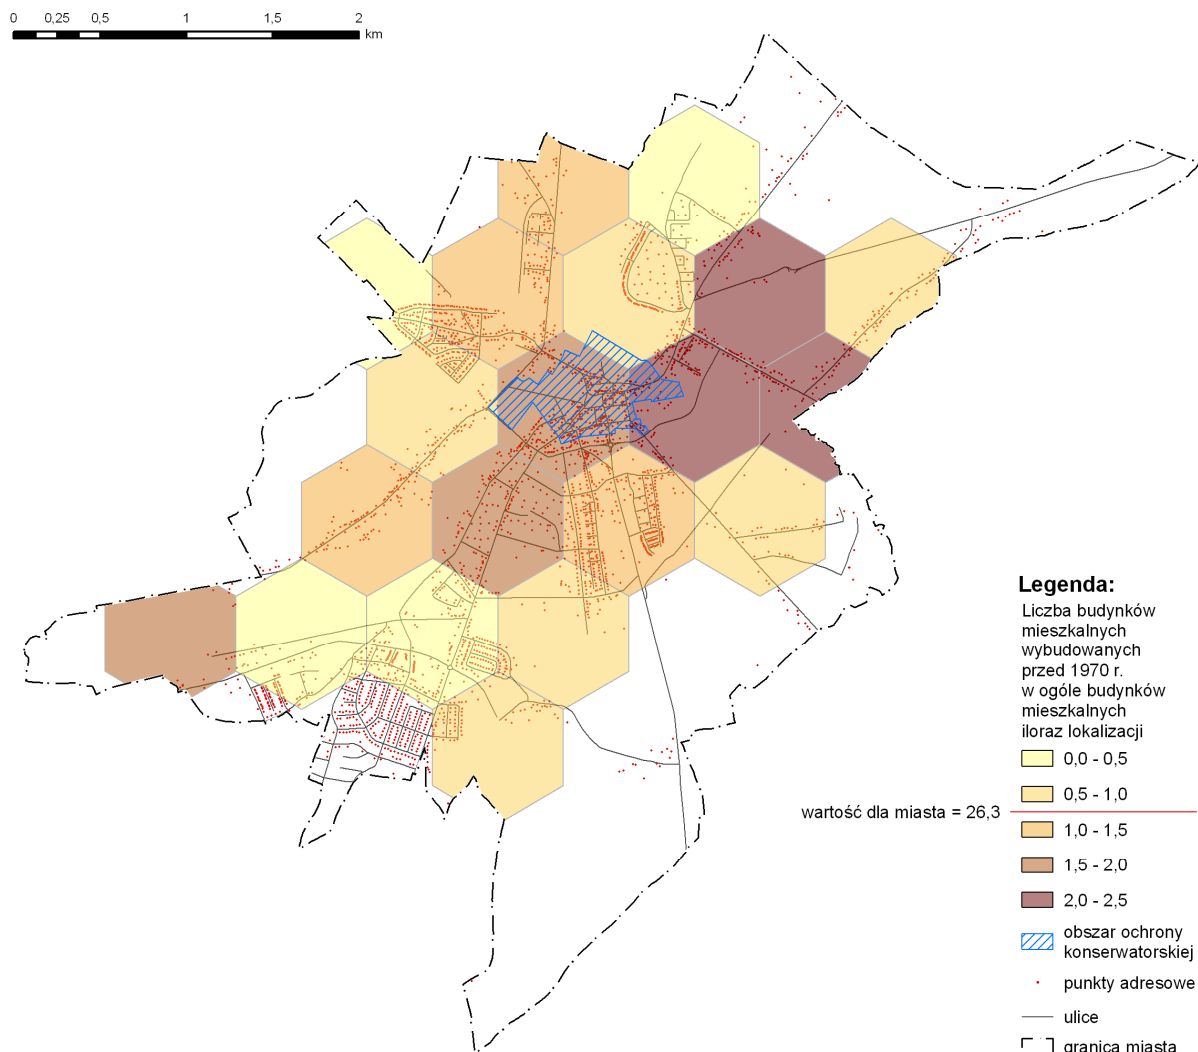 0 0,25 0,5 1 1,5 2
km
Legenda:
Liczba budynków
mieszkalnych
wybudowanych
przed 1970 r.
w ogóle budynków
mieszkalnych
iloraz lokalizacji
0,0 - 0,5
0,5 - 1,0
wartość dla miasta = 26,3
1,0 - 1,5
1,5 - 2,0
2,0 - 2,5
obszar ochrony
konserwatorskiej
punkty adresowe
ulice
granica miasta